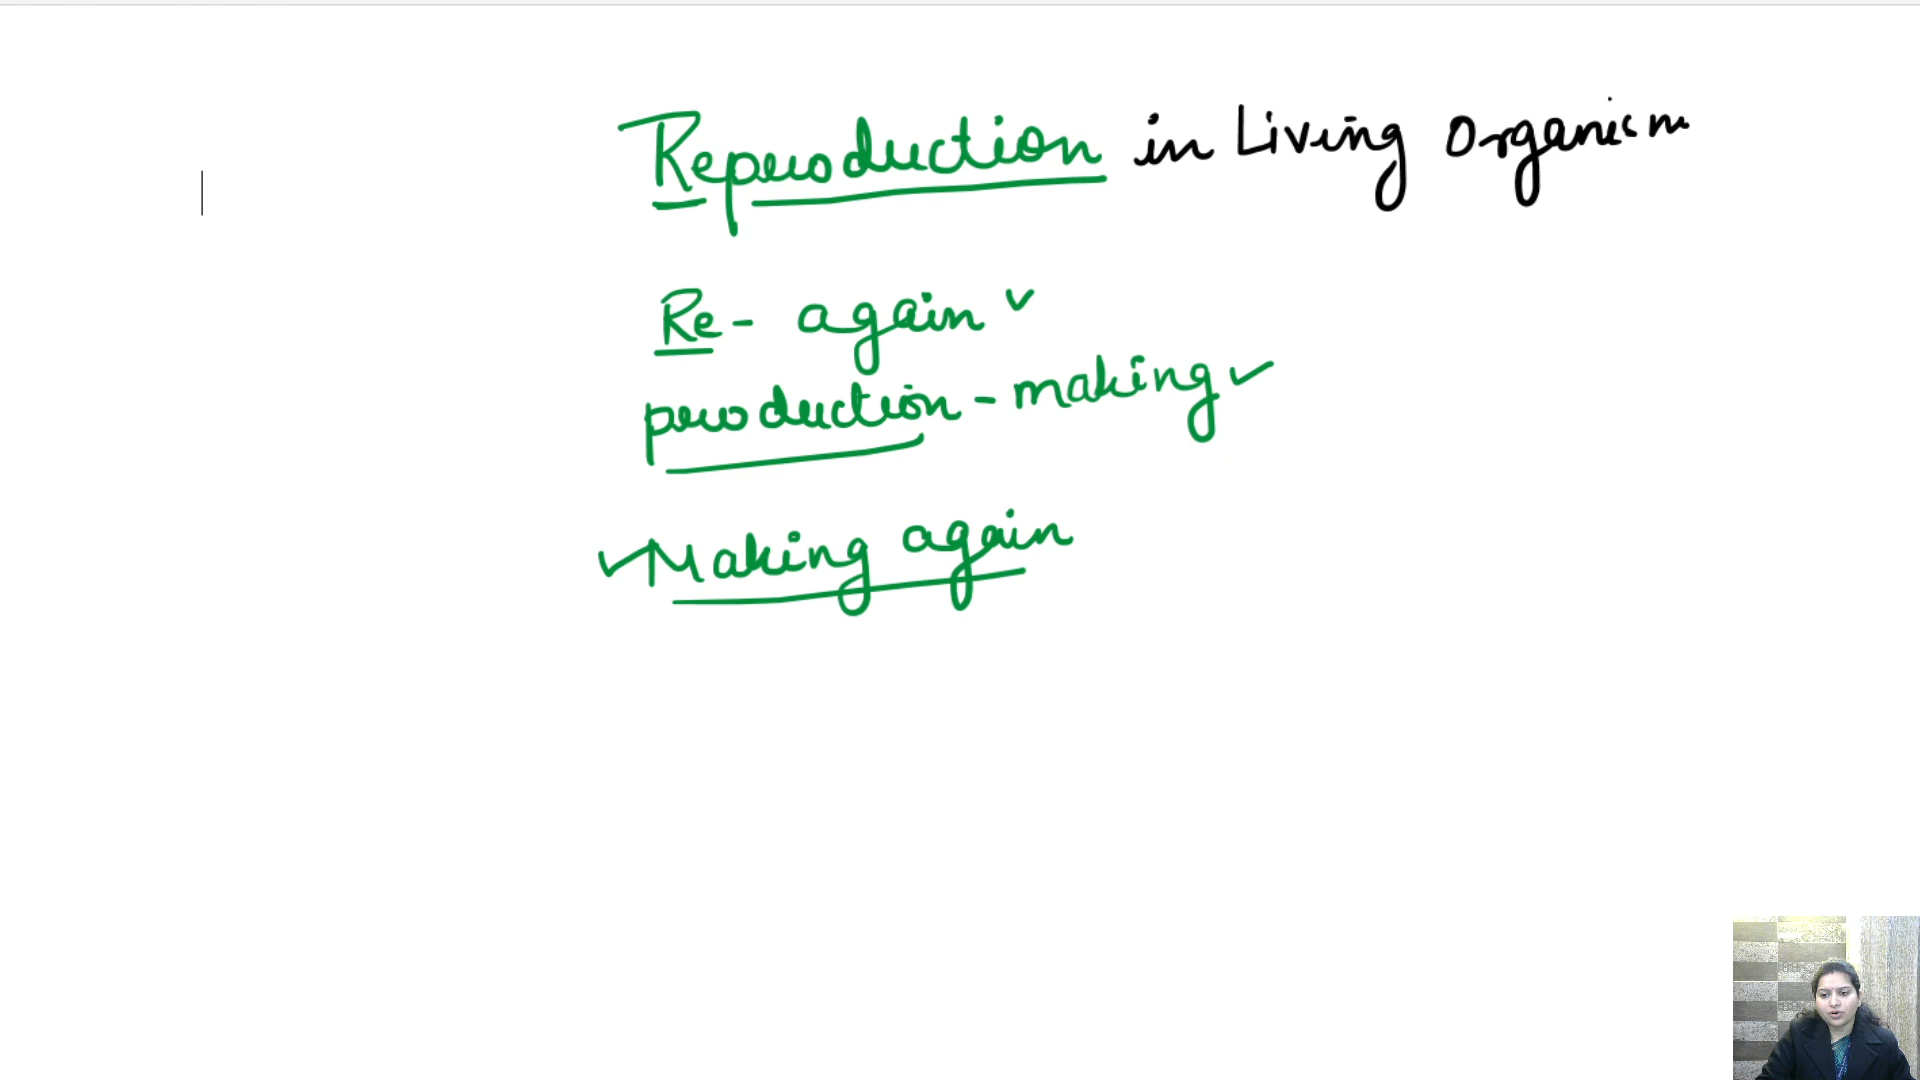 Reproduction in Living Organism
Re - again ✓
production - making ✓
✓ Making again